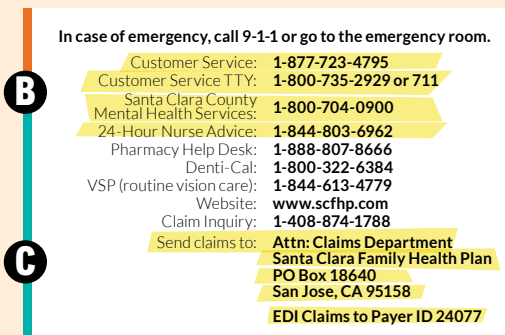 In case of emergency, call 9-1-1 or go to the emergency room.
B
Customer Service: 1-877-723-4795
Customer Service TTY: 1-800-735-2929 or 711
Santa Clara County
Mental Health Services: 1-800-704-0900
24-Hour Nurse Advice: 1-844-803-6962
Pharmacy Help Desk: 1-888-807-8666
Denti-Cal: 1-800-322-6384
VSP (routine vision care): 1-844-613-4779
Website: www.scfhp.com
Claim Inquiry: 1-408-874-1788
C
Send claims to: Attn: Claims Department
Santa Clara Family Health Plan
PO Box 18640
San Jose, CA 95158
EDI Claims to Payer ID 24077